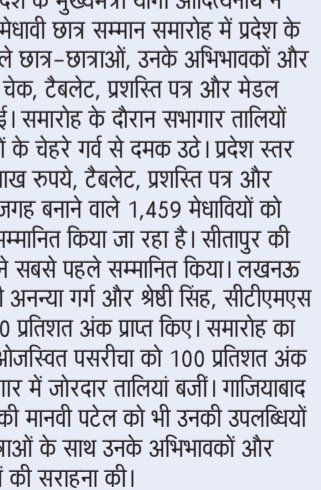 के मुख्यमंत्री योगी आदित्यनाथ ने
मेधावी छात्र सम्मान समारोह में प्रदेश के
ले छात्र-छात्राओं, उनके अभिभावकों और
चेक, टैबलेट, प्रशस्ति पत्र और मेडल
ई। समारोह के दौरान सभागार तालियों
ं के चेहरे गर्व से दमक उठे। प्रदेश स्तर
ाख रुपये, टैबलेट, प्रशस्ति पत्र और
जगह बनाने वाले 1,459 मेधावियों को
म्मानित किया जा रहा है। सीतापुर की
ने सबसे पहले सम्मानित किया। लखनऊ
अनन्या गर्ग और श्रेष्ठी सिंह, सीटीएमएस
0 प्रतिशत अंक प्राप्त किए। समारोह का
ओजस्वित पसरीचा को 100 प्रतिशत अंक
गार में जोरदार तालियां बजीं। गाजियाबाद
की मानवी पटेल को भी उनकी उपलब्धियों
त्राओं के साथ उनके अभिभावकों और
ं की सराहना की।